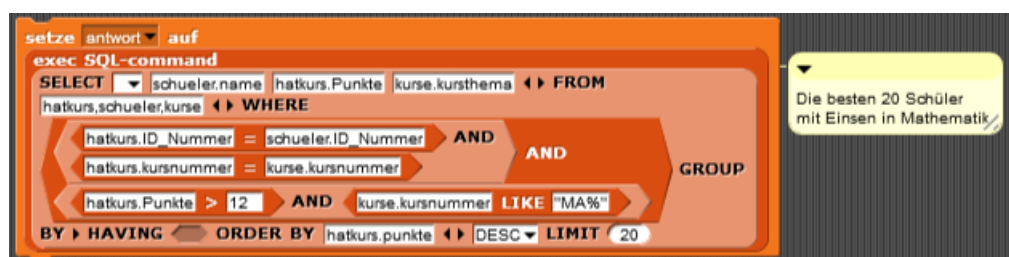 setze antwort auf
exec SQL-command
SELECT schueler.name hatkurs.Punkte kurse.kursthema FROM
hatkurs,schueler,kurse WHERE
hatkurs.ID_Nummer = schueler.ID_Nummer AND
AND
hatkurs.kursnummer = kurse.kursnummer
GROUP
hatkurs.Punkte > 12 AND kurse.kursnummer LIKE "MA%"
BY HAVING ORDER BY hatkurs.punkte DESC LIMIT 20
Die besten 20 Schüler
mit Einsen in Mathematik